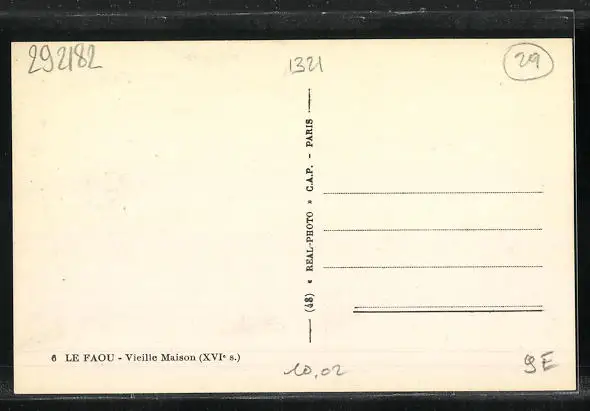 292182
1321
29
(48) « REAL-PHOTO » C.A.P. - PARIS
6 LE FAOU - Vieille Maison (XVIe s.)
10,02
9E